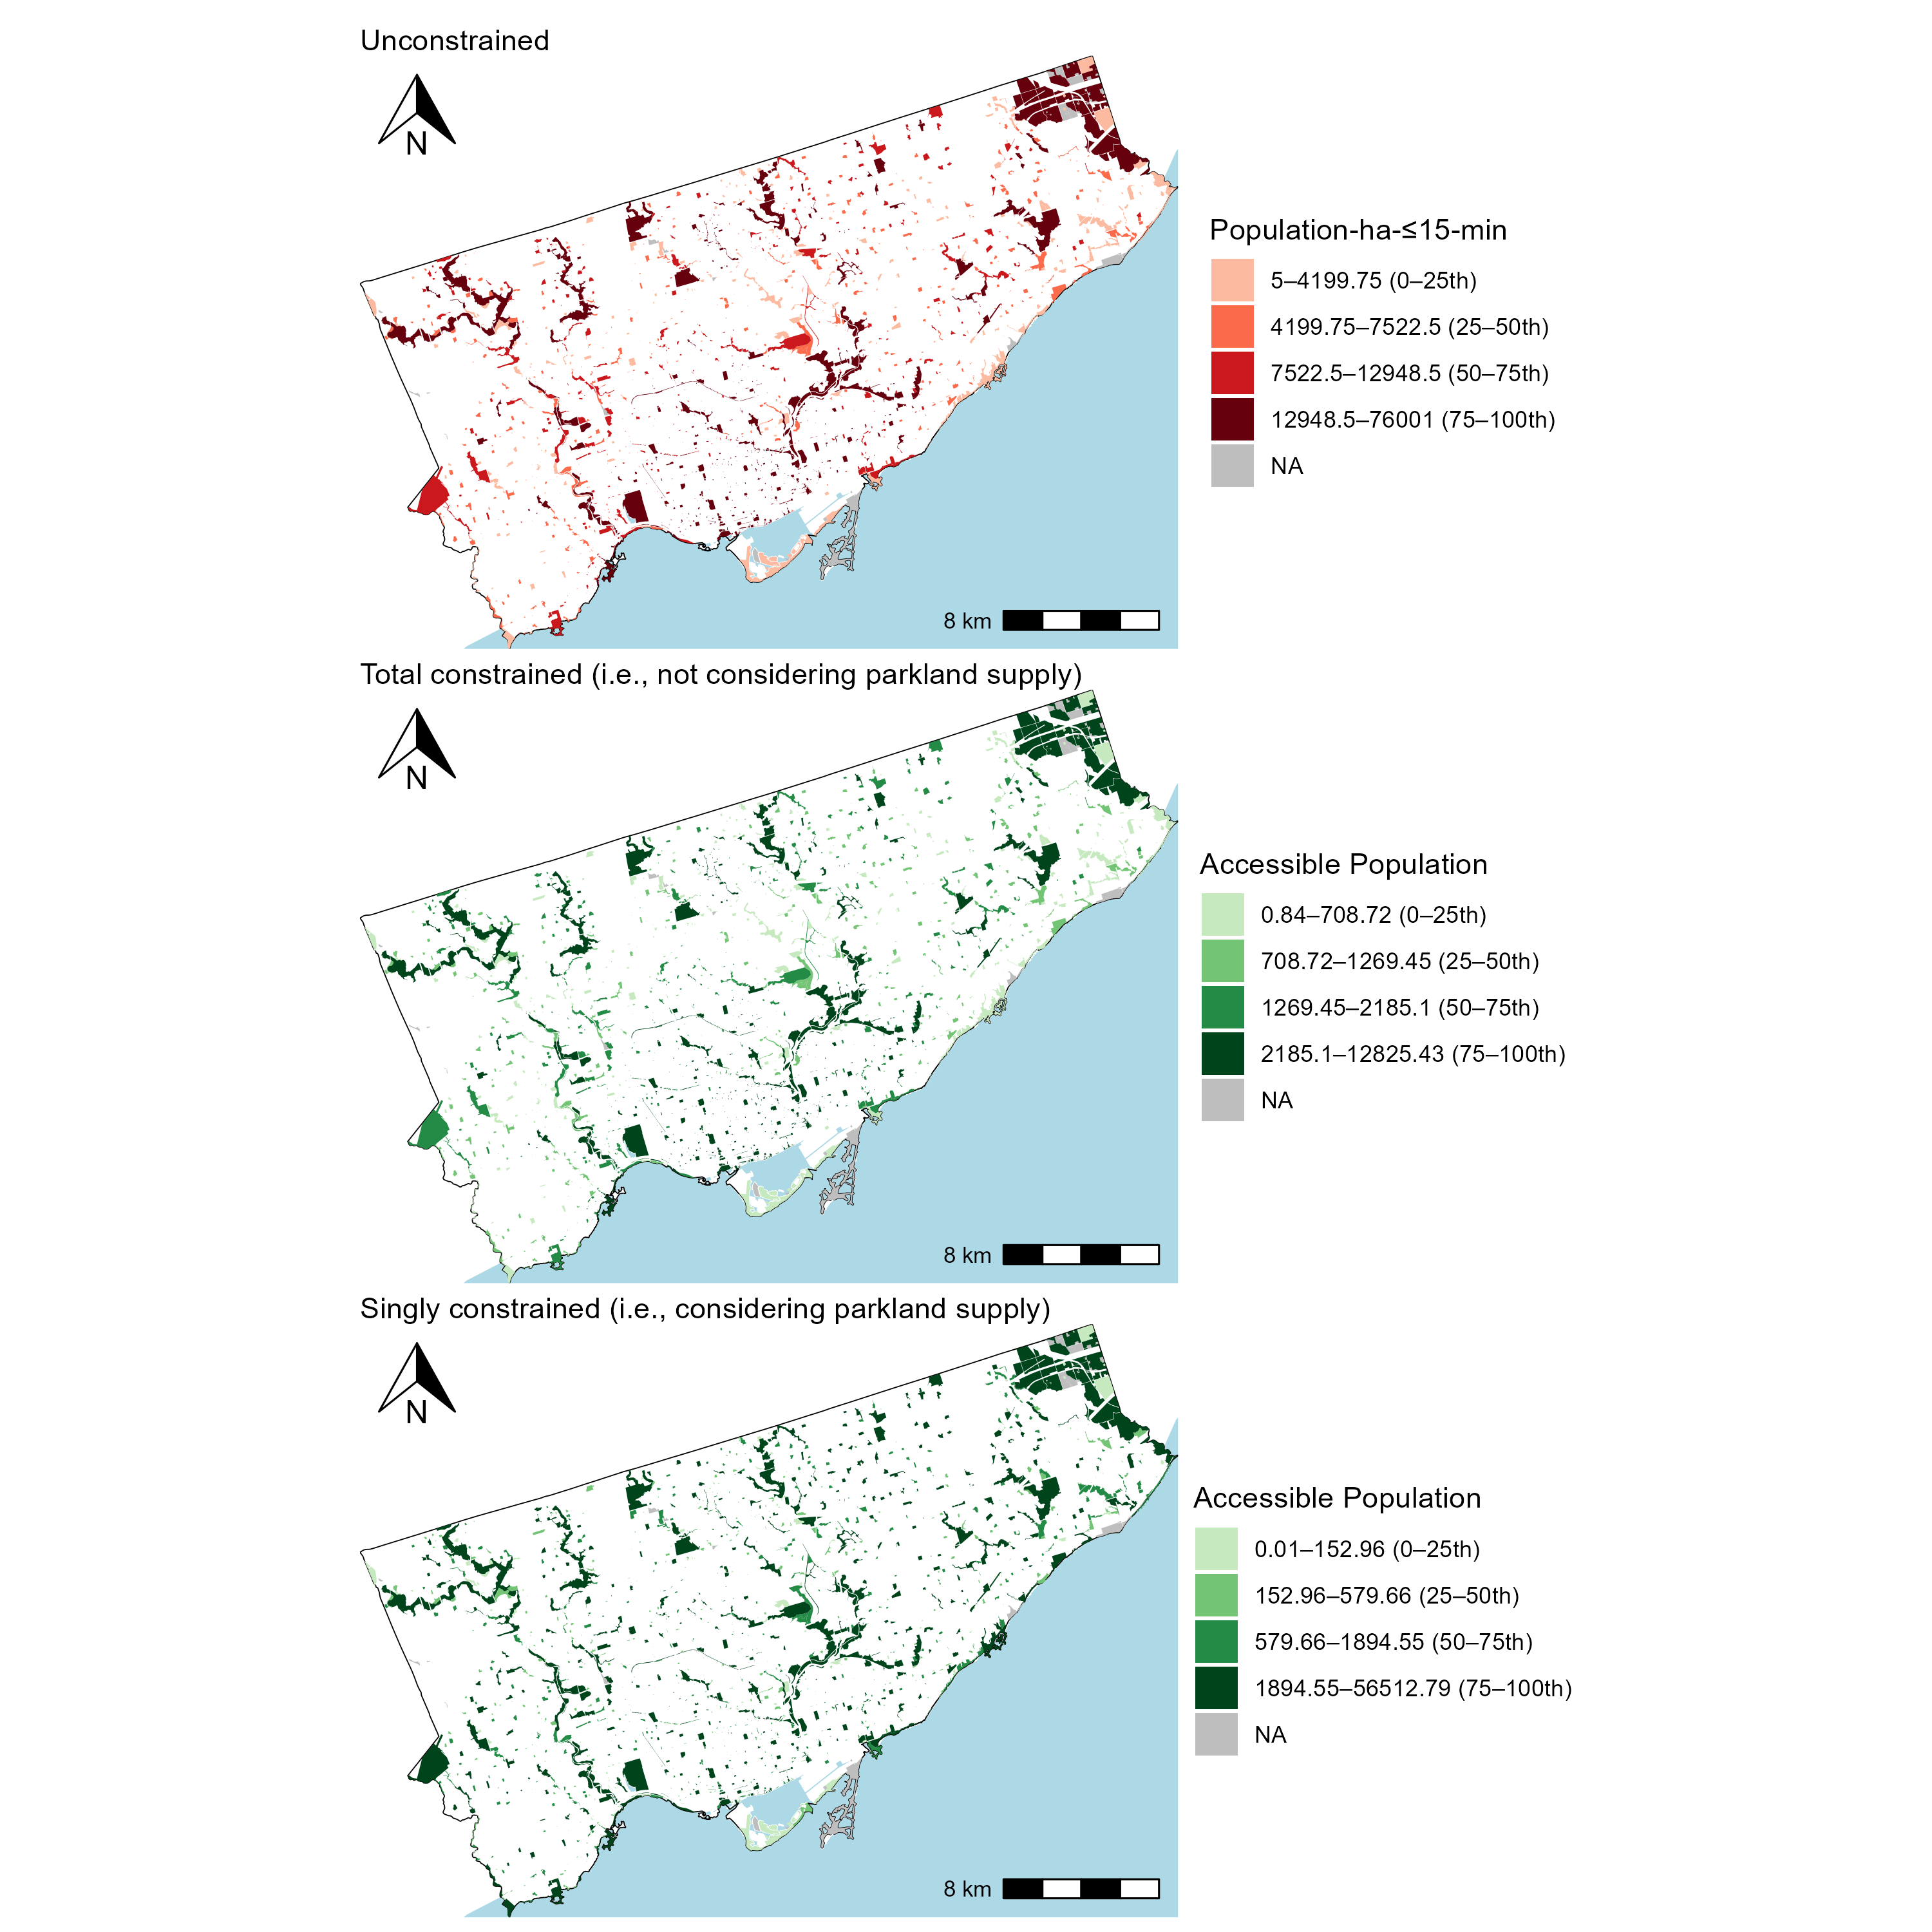 Unconstrained
N
Population-ha-≤15-min
5–4199.75 (0–25th)
4199.75–7522.5 (25–50th)
7522.5–12948.5 (50–75th)
12948.5–76001 (75–100th)
NA
8 km
Total constrained (i.e., not considering parkland supply)
N
Accessible Population
0.84–708.72 (0–25th)
708.72–1269.45 (25–50th)
1269.45–2185.1 (50–75th)
2185.1–12825.43 (75–100th)
NA
8 km
Singly constrained (i.e., considering parkland supply)
N
Accessible Population
0.01–152.96 (0–25th)
152.96–579.66 (25–50th)
579.66–1894.55 (50–75th)
1894.55–56512.79 (75–100th)
NA
8 km